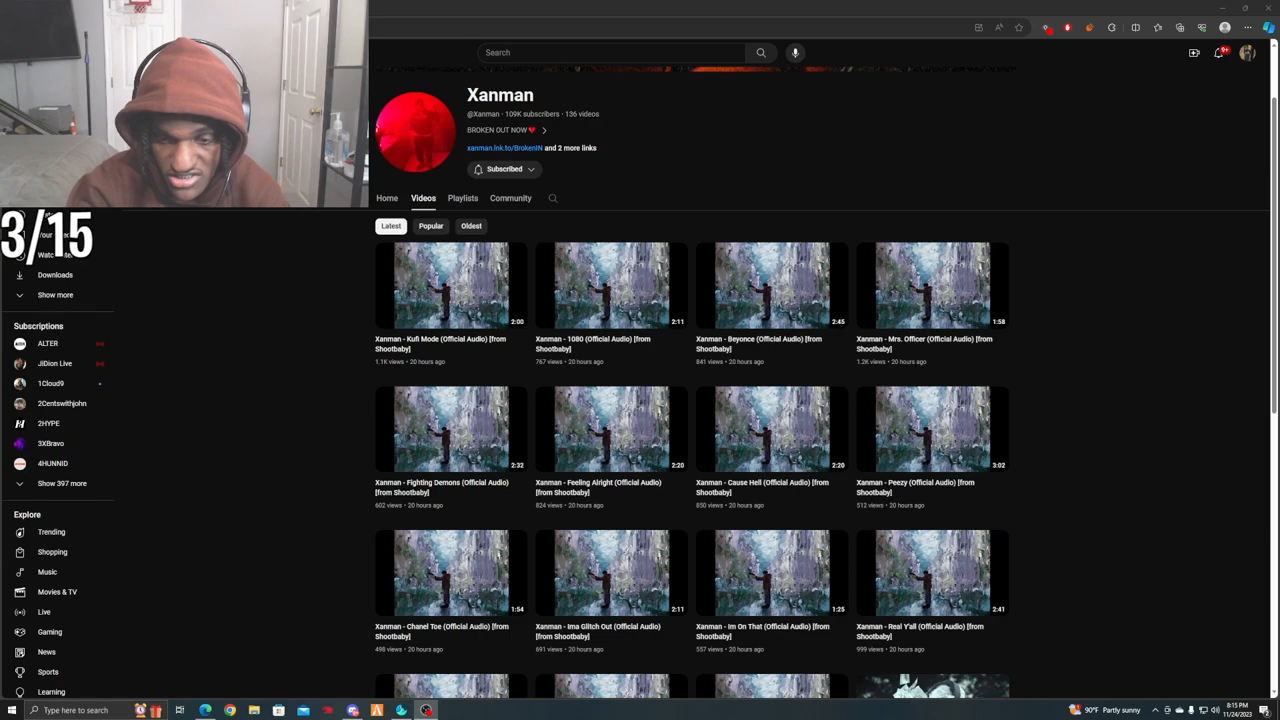 Search
9+
Xanman
@Xanman · 109K subscribers · 136 videos
BROKEN OUT NOW❤️
xanman.lnk.to/BrokenIN and 2 more links
Subscribed
Home Videos Playlists Community
Latest Popular Oldest
3/15
Downloads
Show more
Subscriptions
ALTER
JiDion Live
1Cloud9
2Centswithjohn
2HYPE
3XBravo
4HUNNID
Show 397 more
Explore
Trending
Shopping
Music
Movies & TV
Live
Gaming
News
Sports
Learning
2:00
Xanman - Kufi Mode (Official Audio) [from
Shootbaby]
1.1K views • 20 hours ago
2:11
Xanman - 1080 (Official Audio) [from
Shootbaby]
767 views • 20 hours ago
2:45
Xanman - Beyonce (Official Audio) [from
Shootbaby]
841 views • 20 hours ago
1:58
Xanman - Mrs. Officer (Official Audio) [from
Shootbaby]
1.2K views • 20 hours ago
2:32
Xanman - Fighting Demons (Official Audio)
[from Shootbaby]
602 views • 20 hours ago
2:20
Xanman - Feeling Alright (Official Audio)
[from Shootbaby]
824 views • 20 hours ago
2:20
Xanman - Cause Hell (Official Audio) [from
Shootbaby]
850 views • 20 hours ago
3:02
Xanman - Peezy (Official Audio) [from
Shootbaby]
512 views • 20 hours ago
1:54
Xanman - Chanel Toe (Official Audio) [from
Shootbaby]
498 views • 20 hours ago
2:11
Xanman - Ima Glitch Out (Official Audio)
[from Shootbaby]
691 views • 20 hours ago
1:25
Xanman - Im On That (Official Audio) [from
Shootbaby]
557 views • 20 hours ago
2:41
Xanman - Real Y'all (Official Audio) [from
Shootbaby]
999 views • 20 hours ago
Type here to search
90°F Partly sunny
8:15 PM
11/24/2023